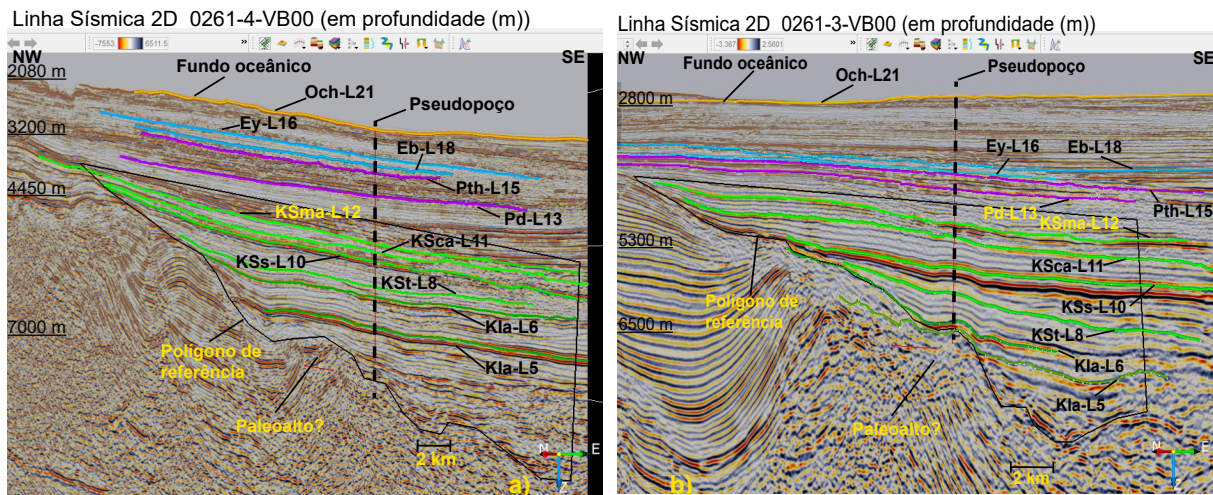 Linha Sísmica 2D 0261-4-VB00 (em profundidade (m))
-7553. 6511.5
»
NW
SE
2080 m
Fundo oceânico
Och-L21
Pseudopoço
3200 m
Ey-L16
Eb-L18
Pth-L15
4450 m
Pd-L13
KSma-L12
KSca-L11
KSs-L10
KSt-L8
Kla-L6
7000 m
Polígono de
referência
Kla-L5
Paleoalto?
2 km
N
E
Z
a)
Linha Sísmica 2D 0261-3-VB00 (em profundidade (m))
-3.367 2.5601
»
NW
SE
Pseudopoço
Fundo oceânico
Och-L21
2800 m
Ey-L16
Eb-L18
Pth-L15
Pd-L13
KSma-L12
5300 m
KSca-L11
Polígono de
referência
KSs-L10
6500 m
KSt-L8
Kla-L6
Kla-L5
Paleoalto?
2 km
N
E
Z
b)